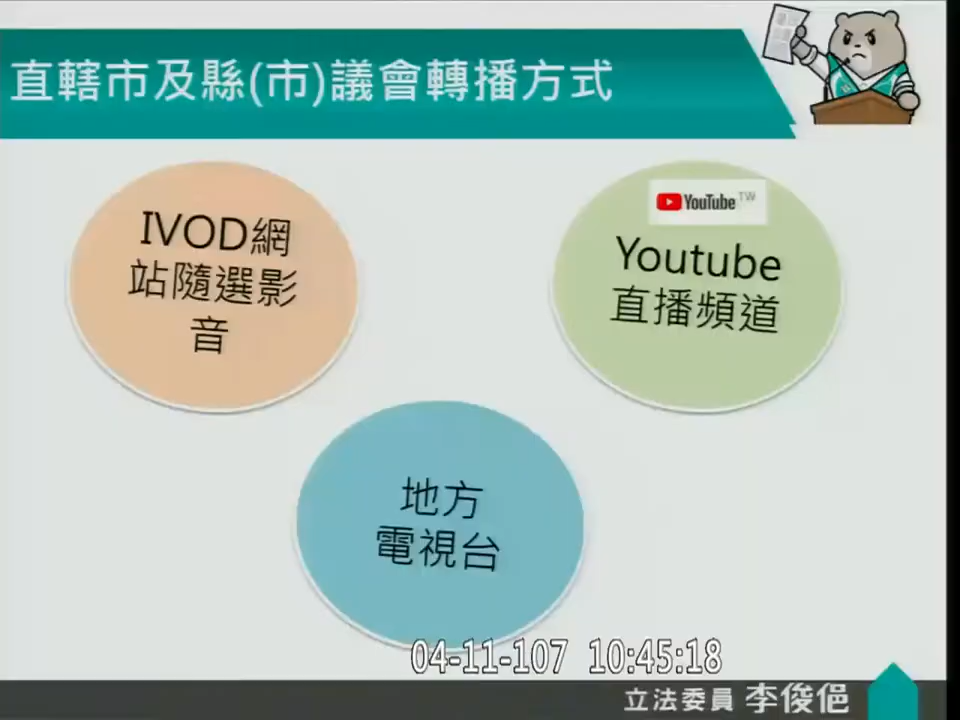 直轄市及縣(市)議會轉播方式
IVOD網
站隨選影
音
YouTube TW
Youtube
直播頻道
地方
電視台
04-11-107 10:45:18
立法委員 李俊俋